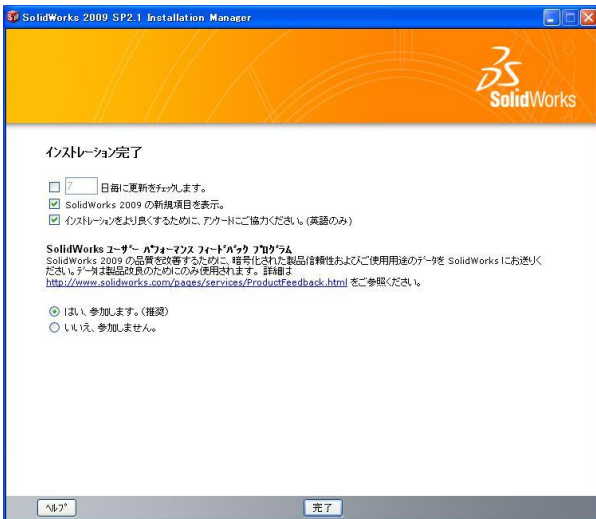 SolidWorks 2009 SP2.1 Installation Manager
SolidWorks
インストレーション完了
7 日毎に更新をチェックします。
SolidWorks 2009 の新規項目を表示。
インストレーションをより良くするために、アンケートにご協力ください。(英語のみ)
SolidWorks ユーザー パフォーマンス フィードバック プログラム
SolidWorks 2009 の品質を改善するために、暗号化された製品信頼性およびご使用用途のデータを SolidWorks にお送りく
ださい。データは製品改良のためにのみ使用されます。詳細は
http://www.solidworks.com/pages/services/ProductFeedback.html をご参照ください。
はい、参加します。(推奨)
いいえ、参加しません。
ヘルプ 完了